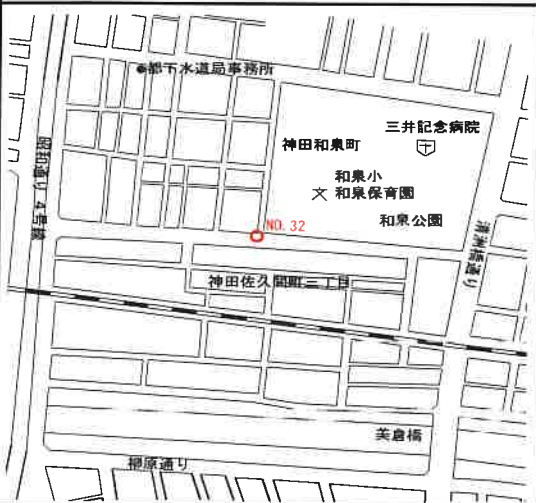 都下水道局事務所
三井記念病院
神田和泉町
和泉小
和泉保育園
和泉公園
NO. 32
昭和通り 4号線
清洲橋通り
神田佐久間町三丁目
美倉橋
柳原通り